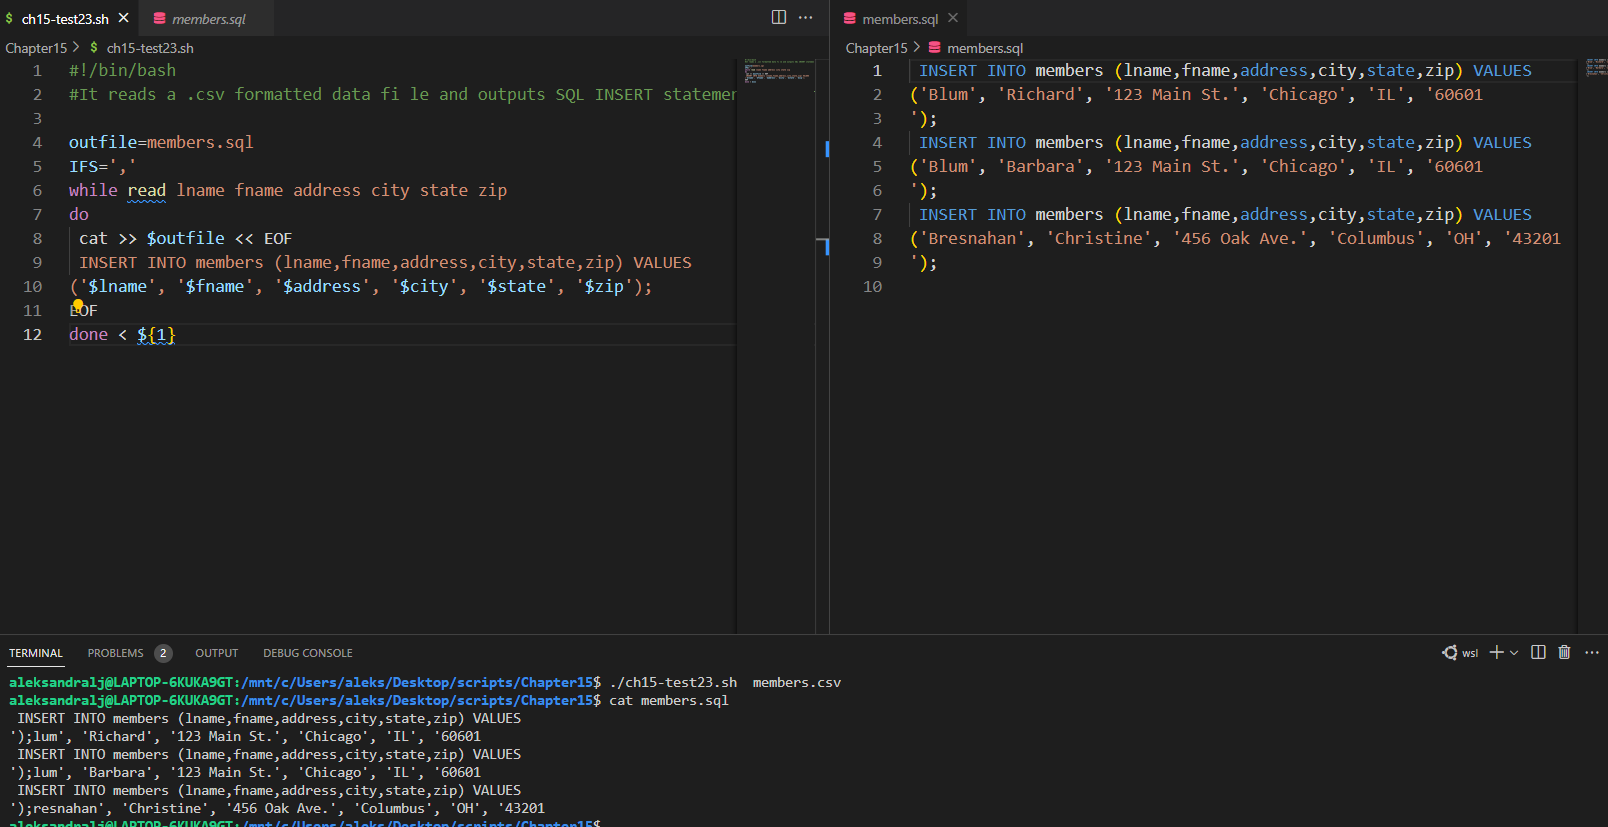 $ ch15-test23.sh ✕ members.sql ···
Chapter15 > $ ch15-test23.sh
1 #!/bin/bash
2 #It reads a .csv formatted data fi le and outputs SQL INSERT statemen
3
4 outfile=members.sql
5 IFS=','
6 while read lname fname address city state zip
7 do
8 cat >> $outfile << EOF
9 INSERT INTO members (lname,fname,address,city,state,zip) VALUES
10 ('$lname', '$fname', '$address', '$city', '$state', '$zip');
11 EOF
12 done < ${1}
members.sql ✕
Chapter15 > members.sql
1 INSERT INTO members (lname,fname,address,city,state,zip) VALUES
2 ('Blum', 'Richard', '123 Main St.', 'Chicago', 'IL', '60601
3 ');
4 INSERT INTO members (lname,fname,address,city,state,zip) VALUES
5 ('Blum', 'Barbara', '123 Main St.', 'Chicago', 'IL', '60601
6 ');
7 INSERT INTO members (lname,fname,address,city,state,zip) VALUES
8 ('Bresnahan', 'Christine', '456 Oak Ave.', 'Columbus', 'OH', '43201
9 ');
10
TERMINAL PROBLEMS 2 OUTPUT DEBUG CONSOLE wsl
aleksandralj@LAPTOP-6KUKA9GT:/mnt/c/Users/aleks/Desktop/scripts/Chapter15$ ./ch15-test23.sh  members.csv
aleksandralj@LAPTOP-6KUKA9GT:/mnt/c/Users/aleks/Desktop/scripts/Chapter15$ cat members.sql
INSERT INTO members (lname,fname,address,city,state,zip) VALUES
');lum', 'Richard', '123 Main St.', 'Chicago', 'IL', '60601
INSERT INTO members (lname,fname,address,city,state,zip) VALUES
');lum', 'Barbara', '123 Main St.', 'Chicago', 'IL', '60601
INSERT INTO members (lname,fname,address,city,state,zip) VALUES
');resnahan', 'Christine', '456 Oak Ave.', 'Columbus', 'OH', '43201
aleksandralj@LAPTOP-6KUKA9GT:/mnt/c/Users/aleks/Desktop/scripts/Chapter15$